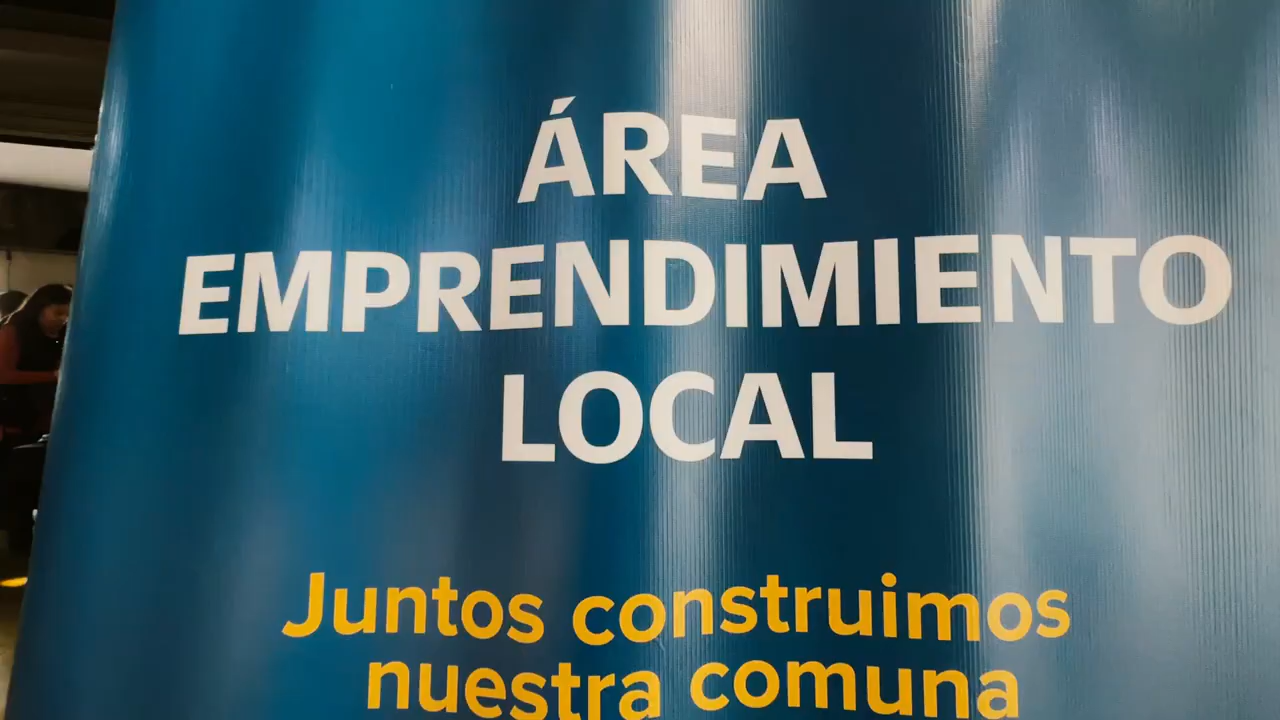 ÁREA
EMPRENDIMIENTO
LOCAL
Juntos construimos
nuestra comuna